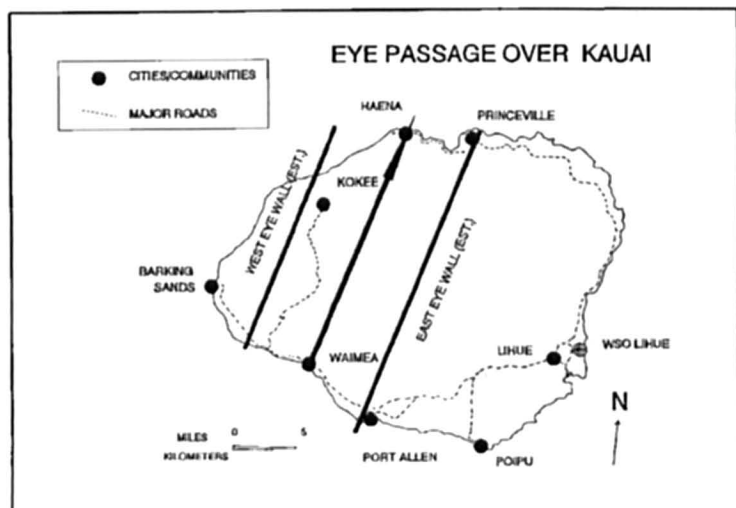 EYE PASSAGE OVER KAUAI
CITIES/COMMUNITIES
MAJOR ROADS
HAENA
PRINCEVILLE
KOKEE
WEST EYE WALL (EST.)
BARKING
SANDS
EAST EYE WALL (EST.)
WAIMEA
LIHUE
WSO LIHUE
N
MILES
0 5
KILOMETERS
PORT ALLEN
POIPU